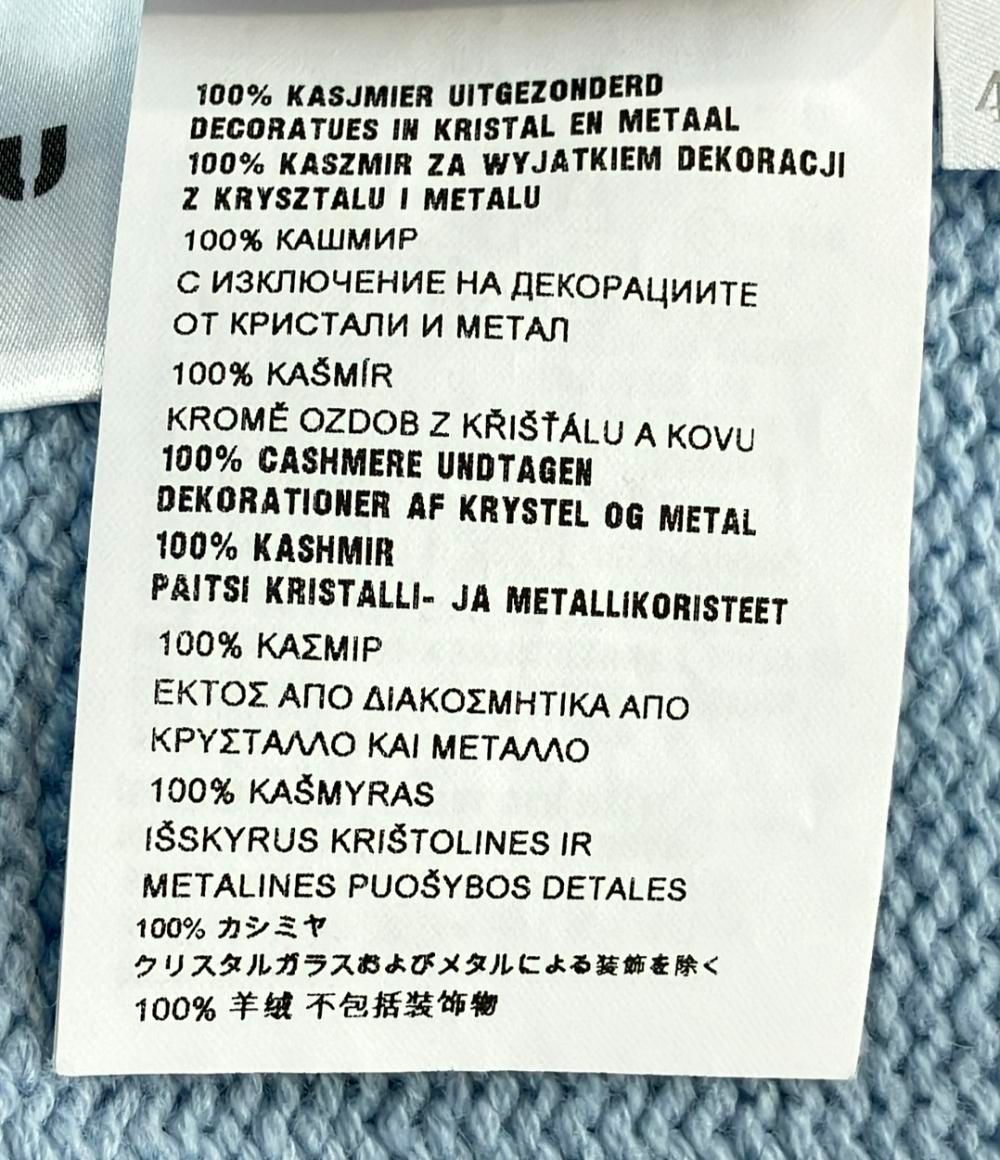 100% KASJMIER UITGEZONDERD
DECORATUES IN KRISTAL EN METAAL
100% KASZMIR ZA WYJATKIEM DEKORACJI
Z KRYSZTALU I METALU
100% КАШМИР
С ИЗКЛЮЧЕНИЕ НА ДЕКОРАЦИИТЕ
ОТ КРИСТАЛИ И МЕТАЛ
100% KAŠMÍR
KROMĚ OZDOB Z KŘIŠŤÁLU A KOVU
100% CASHMERE UNDTAGEN
DEKORATIONER AF KRYSTEL OG METAL
100% KASHMIR
PAITSI KRISTALLI- JA METALLIKORISTEET
100% ΚΑΣΜΙΡ
ΕΚΤΟΣ ΑΠΟ ΔΙΑΚΟΣΜΗΤΙΚΑ ΑΠΟ
ΚΡΥΣΤΑΛΛΟ ΚΑΙ ΜΕΤΑΛΛΟ
100% KAŠMYRAS
IŠSKYRUS KRIŠTOLINES IR
METALINES PUOŠYBOS DETALES
100% カシミヤ
クリスタルガラスおよびメタルによる装飾を除く
100% 羊绒 不包括装饰物